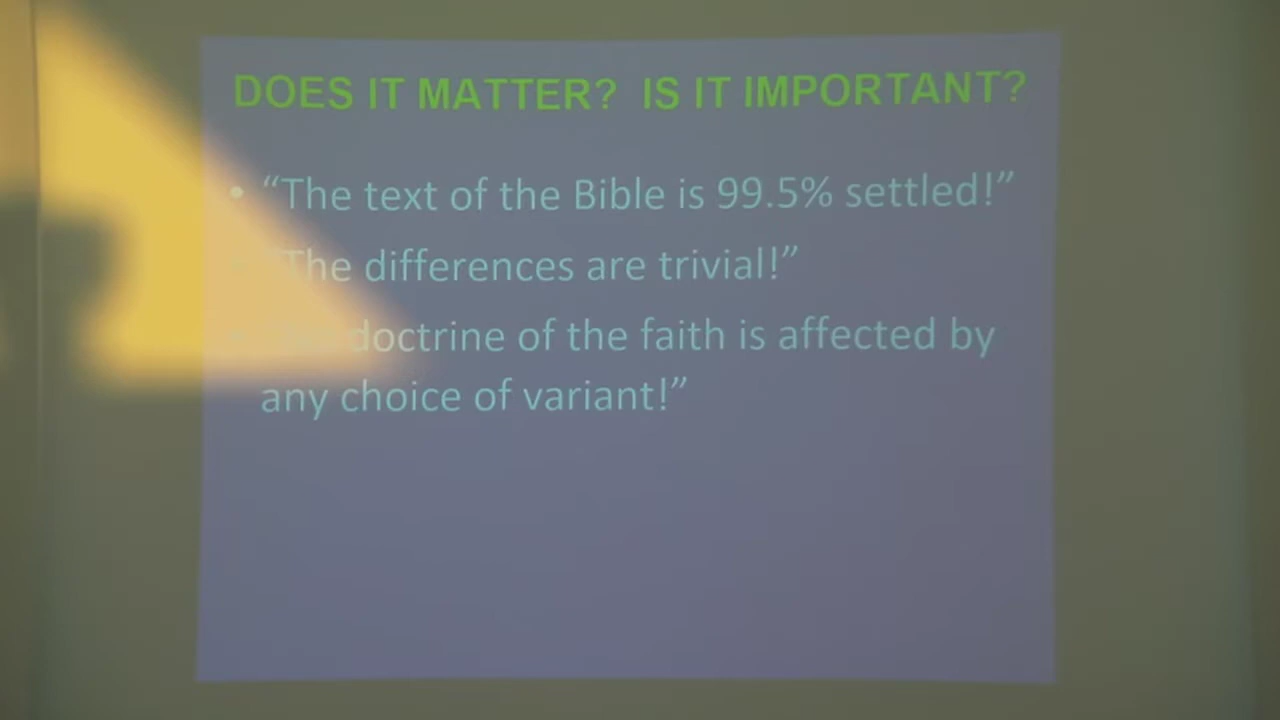 DOES IT MATTER? IS IT IMPORTANT?
• “The text of the Bible is 99.5% settled!”
“The differences are trivial!”
doctrine of the faith is affected by
any choice of variant!”